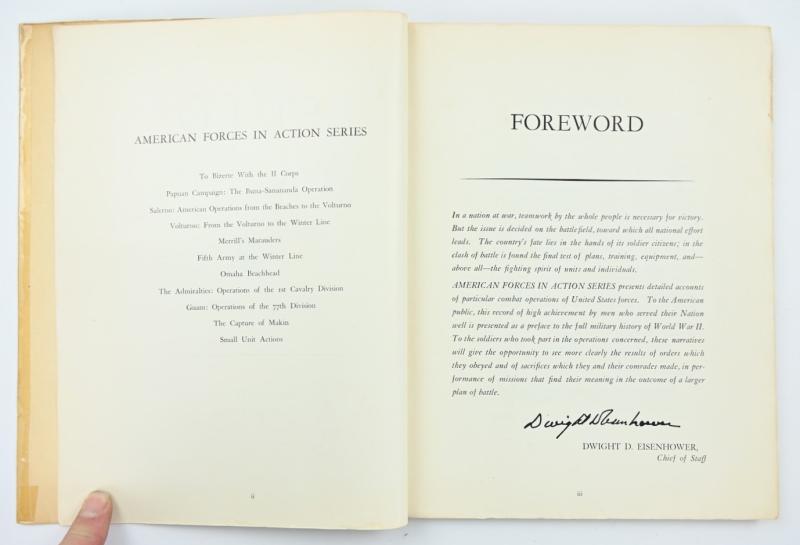 AMERICAN FORCES IN ACTION SERIES
To Bizerte With the II Corps
Papuan Campaign: The Buna-Sanananda Operation
Salerno: American Operations from the Beaches to the Volturno
Volturno: From the Volturno to the Winter Line
Merrill's Marauders
Fifth Army at the Winter Line
Omaha Beachhead
The Admiralties: Operations of the 1st Cavalry Division
Guam: Operations of the 77th Division
The Capture of Makin
Small Unit Actions
ii
FOREWORD
In a nation at war, teamwork by the whole people is necessary for victory.
But the issue is decided on the battlefield, toward which all national effort
leads. The country's fate lies in the hands of its soldier citizens; in the
clash of battle is found the final test of plans, training, equipment, and—
above all—the fighting spirit of units and individuals.
AMERICAN FORCES IN ACTION SERIES presents detailed accounts
of particular combat operations of United States forces. To the American
public, this record of high achievement by men who served their Nation
well is presented as a preface to the full military history of World War II.
To the soldiers who took part in the operations concerned, these narratives
will give the opportunity to see more clearly the results of orders which
they obeyed and of sacrifices which they and their comrades made, in per-
formance of missions that find their meaning in the outcome of a larger
plan of battle.
Dwight D Eisenhower
DWIGHT D. EISENHOWER,
Chief of Staff
iii